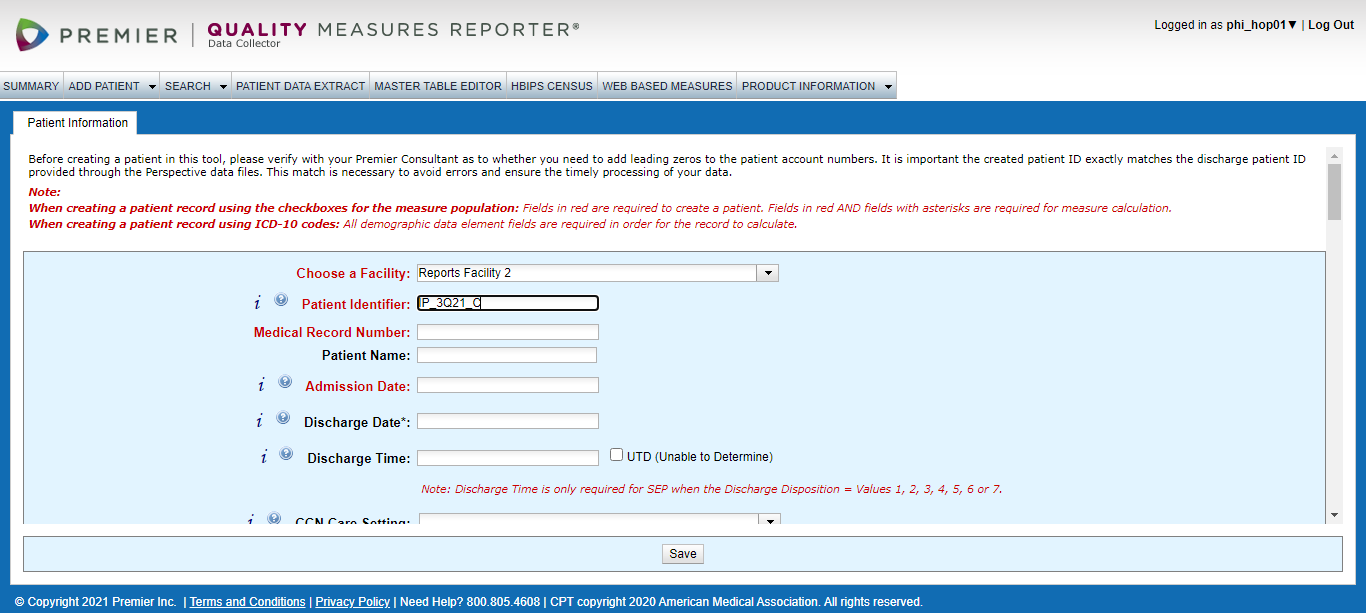 PREMIER | QUALITY MEASURES REPORTER®
Data Collector
Logged in as phi_hop01▼ | Log Out
SUMMARY ADD PATIENT SEARCH PATIENT DATA EXTRACT MASTER TABLE EDITOR HBIPS CENSUS WEB BASED MEASURES PRODUCT INFORMATION
Patient Information
Before creating a patient in this tool, please verify with your Premier Consultant as to whether you need to add leading zeros to the patient account numbers. It is important the created patient ID exactly matches the discharge patient ID
provided through the Perspective data files. This match is necessary to avoid errors and ensure the timely processing of your data.
Note:
When creating a patient record using the checkboxes for the measure population: Fields in red are required to create a patient. Fields in red AND fields with asterisks are required for measure calculation.
When creating a patient record using ICD-10 codes: All demographic data element fields are required in order for the record to calculate.
Choose a Facility: Reports Facility 2
i ? Patient Identifier: IP_3Q21_C
Medical Record Number:
Patient Name:
i ? Admission Date:
i ? Discharge Date*:
i ? Discharge Time: UTD (Unable to Determine)
Note: Discharge Time is only required for SEP when the Discharge Disposition = Values 1, 2, 3, 4, 5, 6 or 7.
i ? CCN Care Setting:
Save
© Copyright 2021 Premier Inc. | Terms and Conditions | Privacy Policy | Need Help? 800.805.4608 | CPT copyright 2020 American Medical Association. All rights reserved.